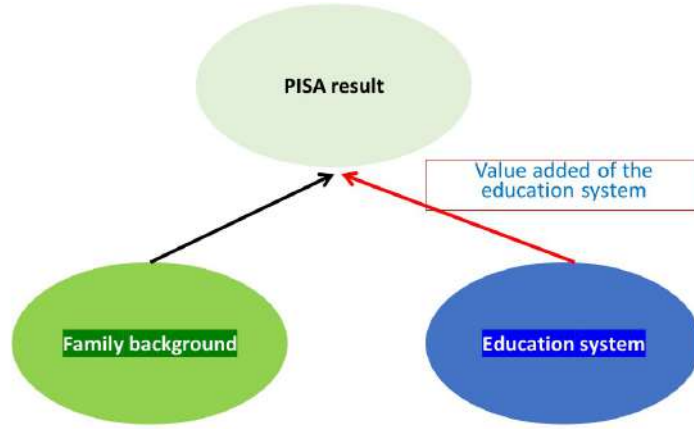 PISA result
Value added of the
education system
Family background
Education system